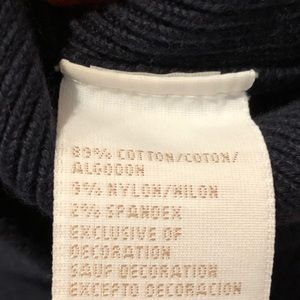 89% COTTON/COTON/
ALGODON
9% NYLON/NILON
2% SPANDEX
EXCLUSIVE OF
DECORATION
SAUF DECORATION
EXCEPTO DECORACION